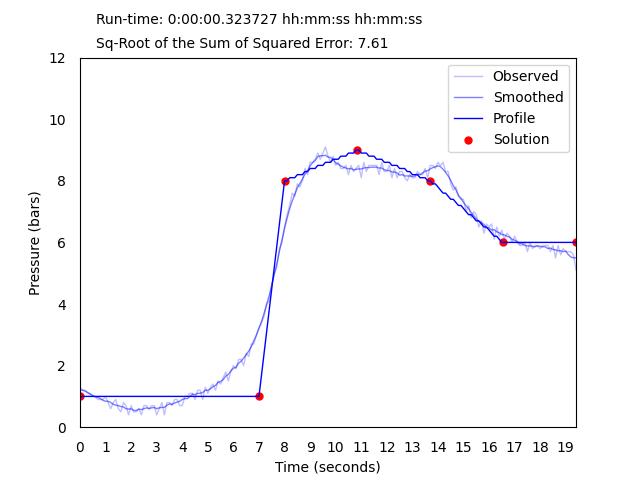 Run-time: 0:00:00.323727 hh:mm:ss hh:mm:ss
Sq-Root of the Sum of Squared Error: 7.61
12
10
8
6
4
2
0
Pressure (bars)
Observed
Smoothed
Profile
Solution
0 1 2 3 4 5 6 7 8 9 10 11 12 13 14 15 16 17 18 19
Time (seconds)